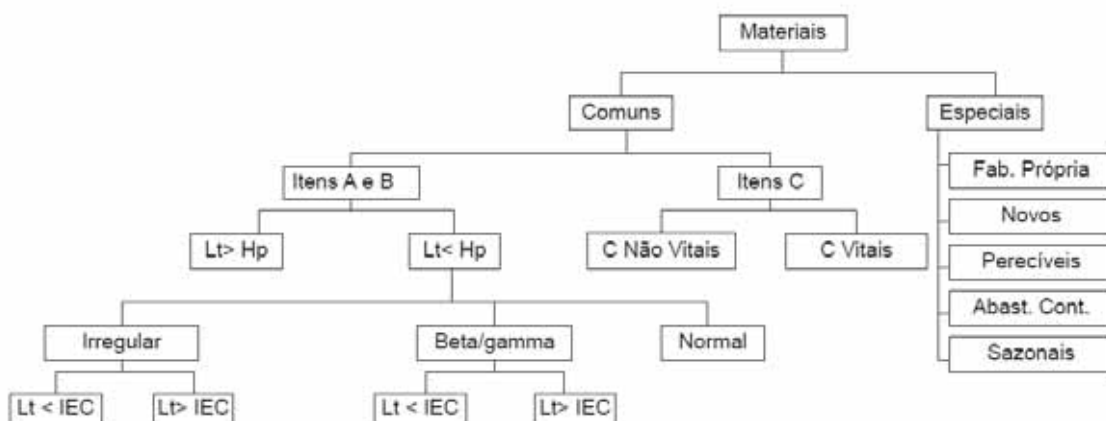 Materiais
Comuns
Especiais
Itens A e B
Itens C
Fab. Própria
Lt> Hp
Lt< Hp
C Não Vitais
C Vitais
Novos
Perecíveis
Abast. Cont.
Sazonais
Irregular
Beta/gamma
Normal
Lt < IEC
Lt> IEC
Lt < IEC
Lt> IEC